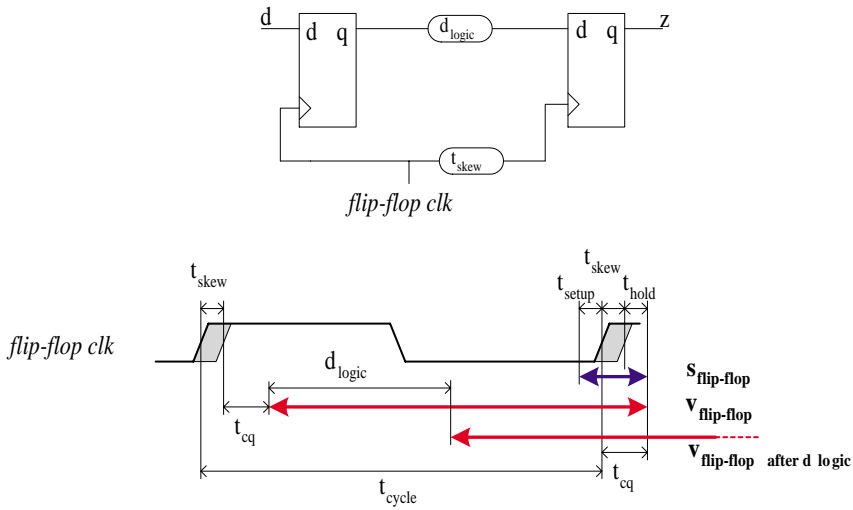 d
d q
d_logic
d q
z
t_skew
flip-flop clk
t_skew
t_skew
t_setup
t_hold
flip-flop clk
d_logic
s_flip-flop
v_flip-flop
t_cq
v_flip-flop after d logic
t_cq
t_cycle